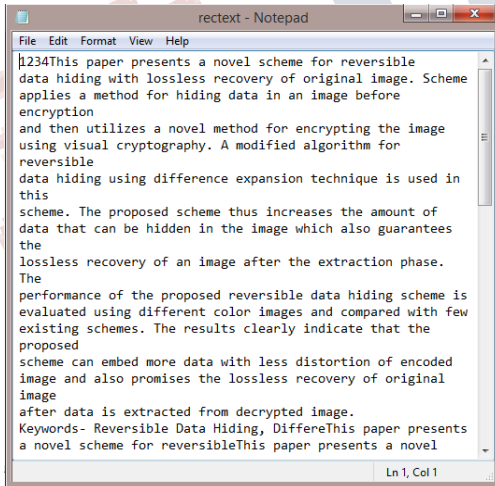 rectext - Notepad
File Edit Format View Help
1234This paper presents a novel scheme for reversible
data hiding with lossless recovery of original image. Scheme
applies a method for hiding data in an image before
encryption
and then utilizes a novel method for encrypting the image
using visual cryptography. A modified algorithm for
reversible
data hiding using difference expansion technique is used in
this
scheme. The proposed scheme thus increases the amount of
data that can be hidden in the image which also guarantees
the
lossless recovery of an image after the extraction phase.
The
performance of the proposed reversible data hiding scheme is
evaluated using different color images and compared with few
existing schemes. The results clearly indicate that the
proposed
scheme can embed more data with less distortion of encoded
image and also promises the lossless recovery of original
image
after data is extracted from decrypted image.
Keywords- Reversible Data Hiding, DiffereThis paper presents
a novel scheme for reversibleThis paper presents a novel
Ln 1, Col 1